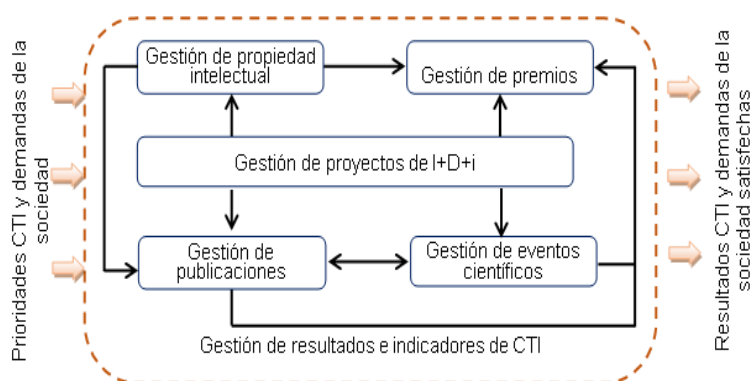 Prioridades CTI y demandas de la
sociedad
Gestión de propiedad
intelectual
Gestión de premios
Gestión de proyectos de I+D+i
Gestión de
publicaciones
Gestión de eventos
científicos
Gestión de resultados e indicadores de CTI
Resultados CTI y demandas de la
sociedad satisfechas